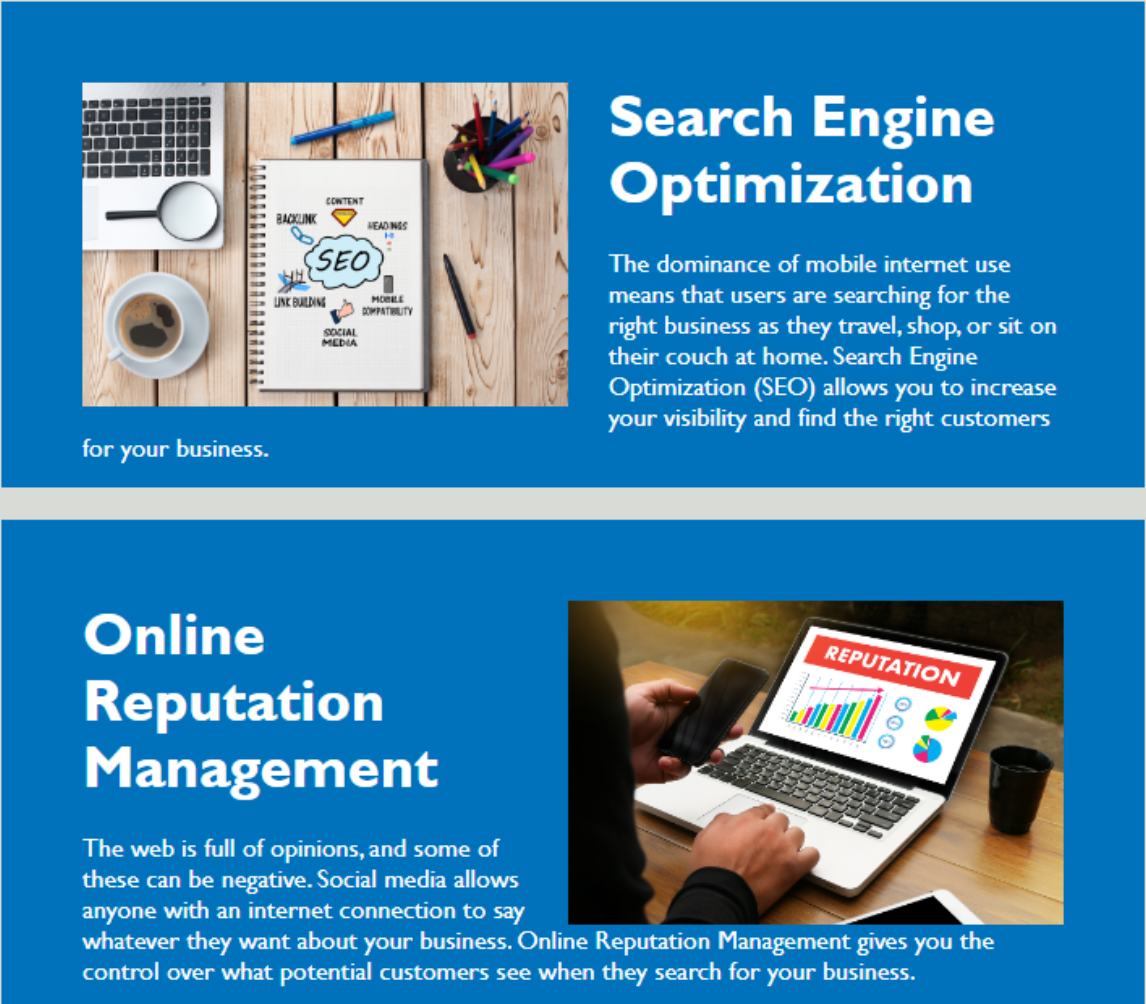 Search Engine
Optimization
CONTENT
BACKLINK
HEADINGS
SEO
LINK BUILDING
MOBILE
COMPATIBILITY
SOCIAL
MEDIA
The dominance of mobile internet use
means that users are searching for the
right business as they travel, shop, or sit on
their couch at home. Search Engine
Optimization (SEO) allows you to increase
your visibility and find the right customers
for your business.
Online
Reputation
Management
REPUTATION
The web is full of opinions, and some of
these can be negative. Social media allows
anyone with an internet connection to say
whatever they want about your business. Online Reputation Management gives you the
control over what potential customers see when they search for your business.